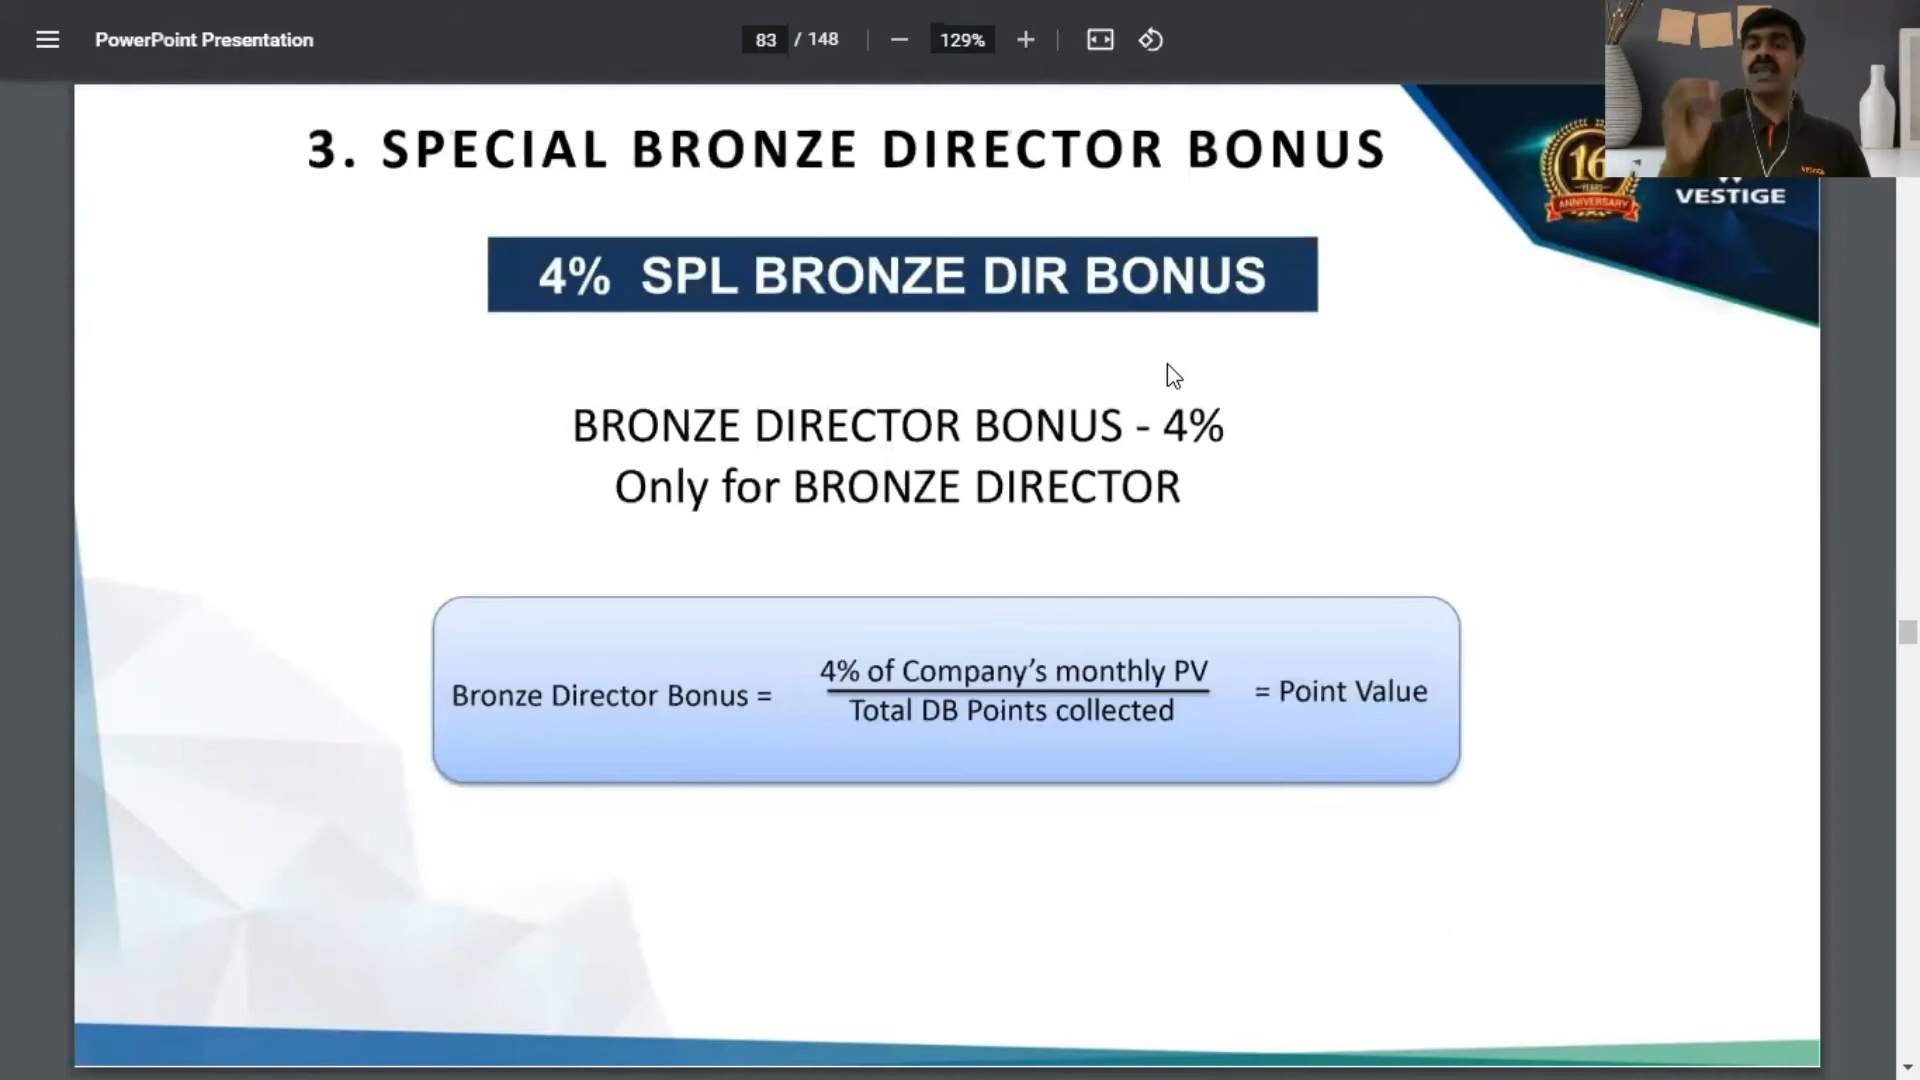 PowerPoint Presentation
83 / 148
129%
3. SPECIAL BRONZE DIRECTOR BONUS
16
YEARS
ANNIVERSARY
VESTIGE
4% SPL BRONZE DIR BONUS
BRONZE DIRECTOR BONUS - 4%
Only for BRONZE DIRECTOR
Bronze Director Bonus =
4% of Company's monthly PV
Total DB Points collected
= Point Value